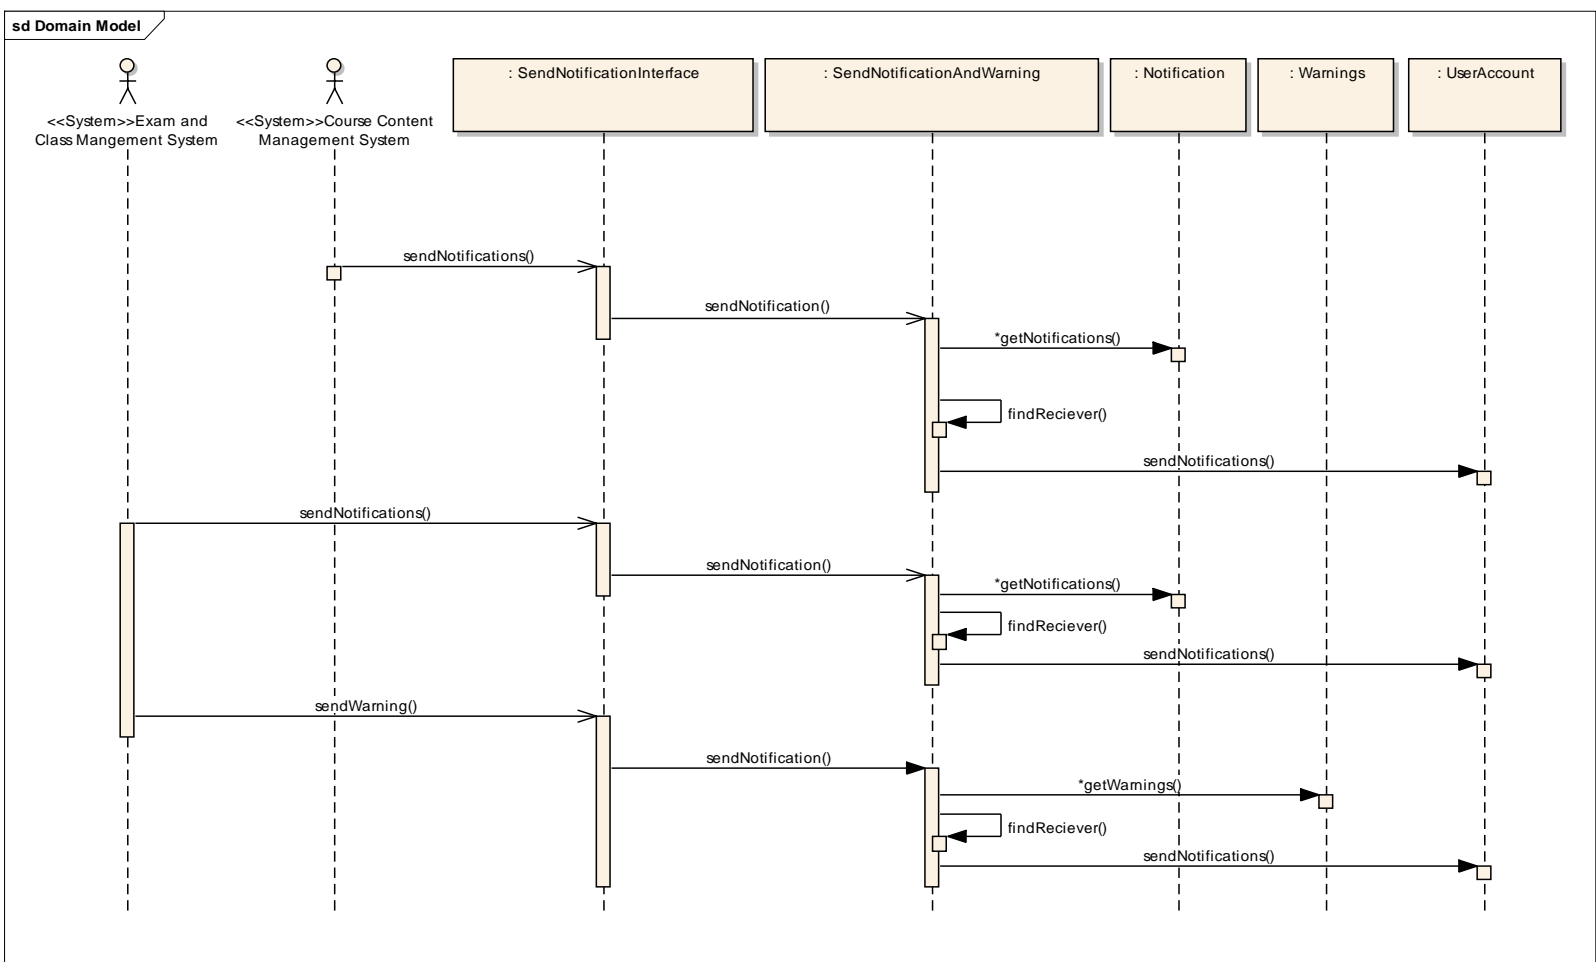 sd Domain Model
<<System>>Exam and
Class Mangement System
<<System>>Course Content
Management System
: SendNotificationInterface
: SendNotificationAndWarning
: Notification
: Warnings
: UserAccount
sendNotifications()
sendNotification()
*getNotifications()
findReciever()
sendNotifications()
sendNotifications()
sendNotification()
*getNotifications()
findReciever()
sendNotifications()
sendWarning()
sendNotification()
*getWarnings()
findReciever()
sendNotifications()